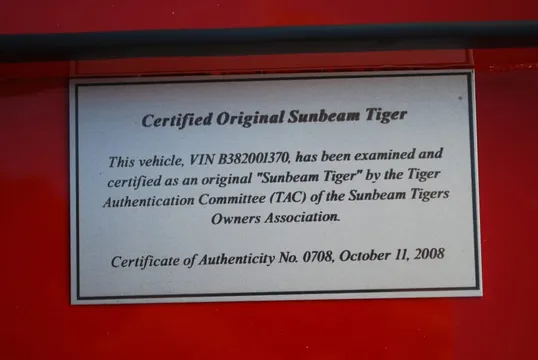 Certified Original Sunbeam Tiger
This vehicle, VIN B382001370, has been examined and
certified as an original "Sunbeam Tiger" by the Tiger
Authentication Committee (TAC) of the Sunbeam Tigers
Owners Association.
Certificate of Authenticity No. 0708, October 11, 2008